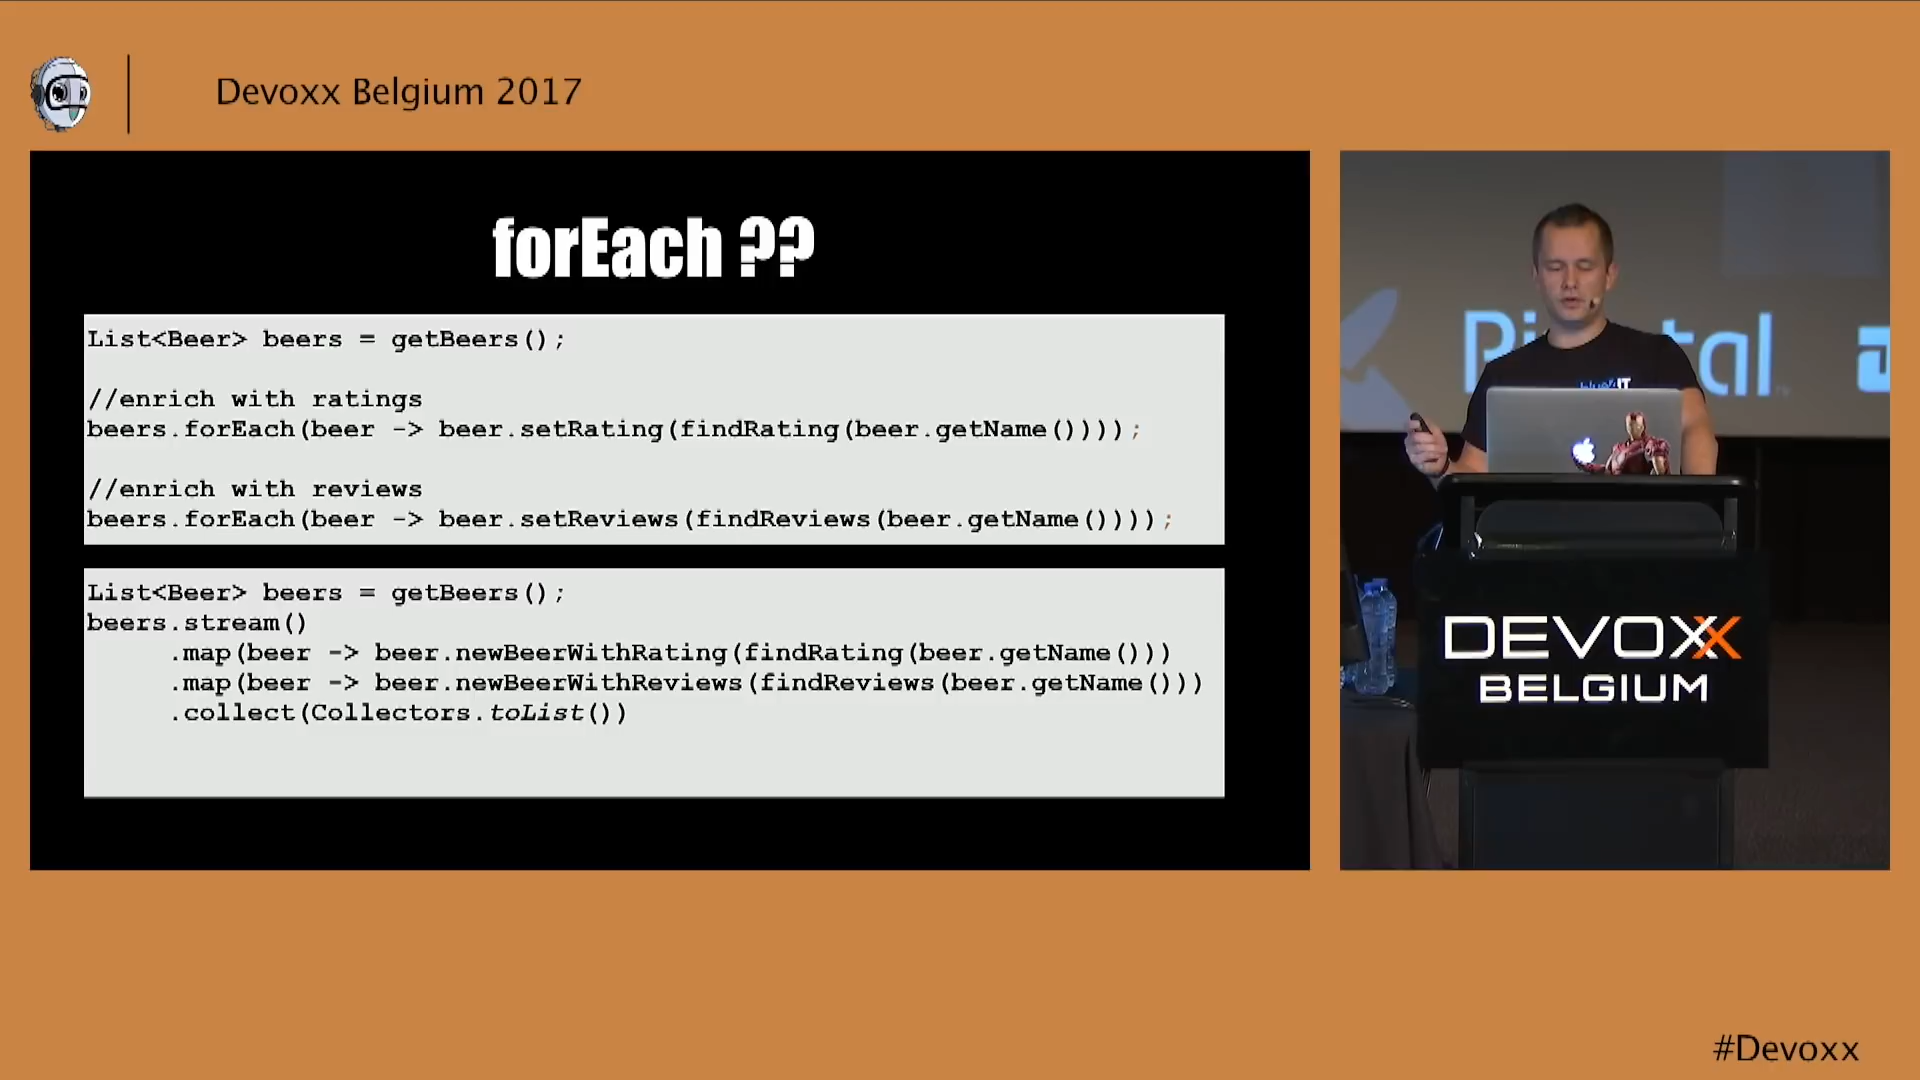 Devoxx Belgium 2017
forEach ??
List<Beer> beers = getBeers();
//enrich with ratings
beers.forEach(beer -> beer.setRating(findRating(beer.getName())));
//enrich with reviews
beers.forEach(beer -> beer.setReviews(findReviews(beer.getName())));
List<Beer> beers = getBeers();
beers.stream()
.map(beer -> beer.newBeerWithRating(findRating(beer.getName()))
.map(beer -> beer.newBeerWithReviews(findReviews(beer.getName()))
.collect(Collectors.toList())
DEVOXX
BELGIUM
#Devoxx